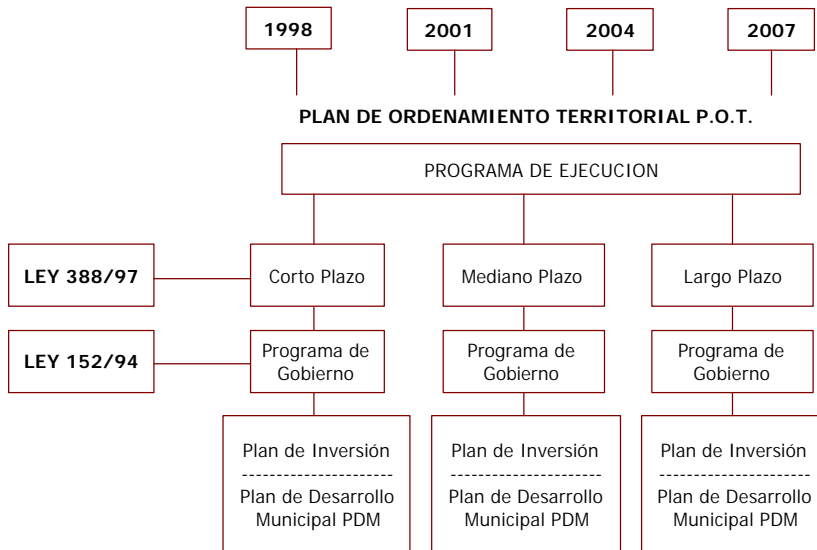 1998 2001 2004 2007
PLAN DE ORDENAMIENTO TERRITORIAL P.O.T.
PROGRAMA DE EJECUCION
LEY 388/97 Corto Plazo Mediano Plazo Largo Plazo
LEY 152/94
Programa de
Gobierno
Programa de
Gobierno
Programa de
Gobierno
Plan de Inversión
----------------------
Plan de Desarrollo
Municipal PDM
Plan de Inversión
----------------------
Plan de Desarrollo
Municipal PDM
Plan de Inversión
----------------------
Plan de Desarrollo
Municipal PDM